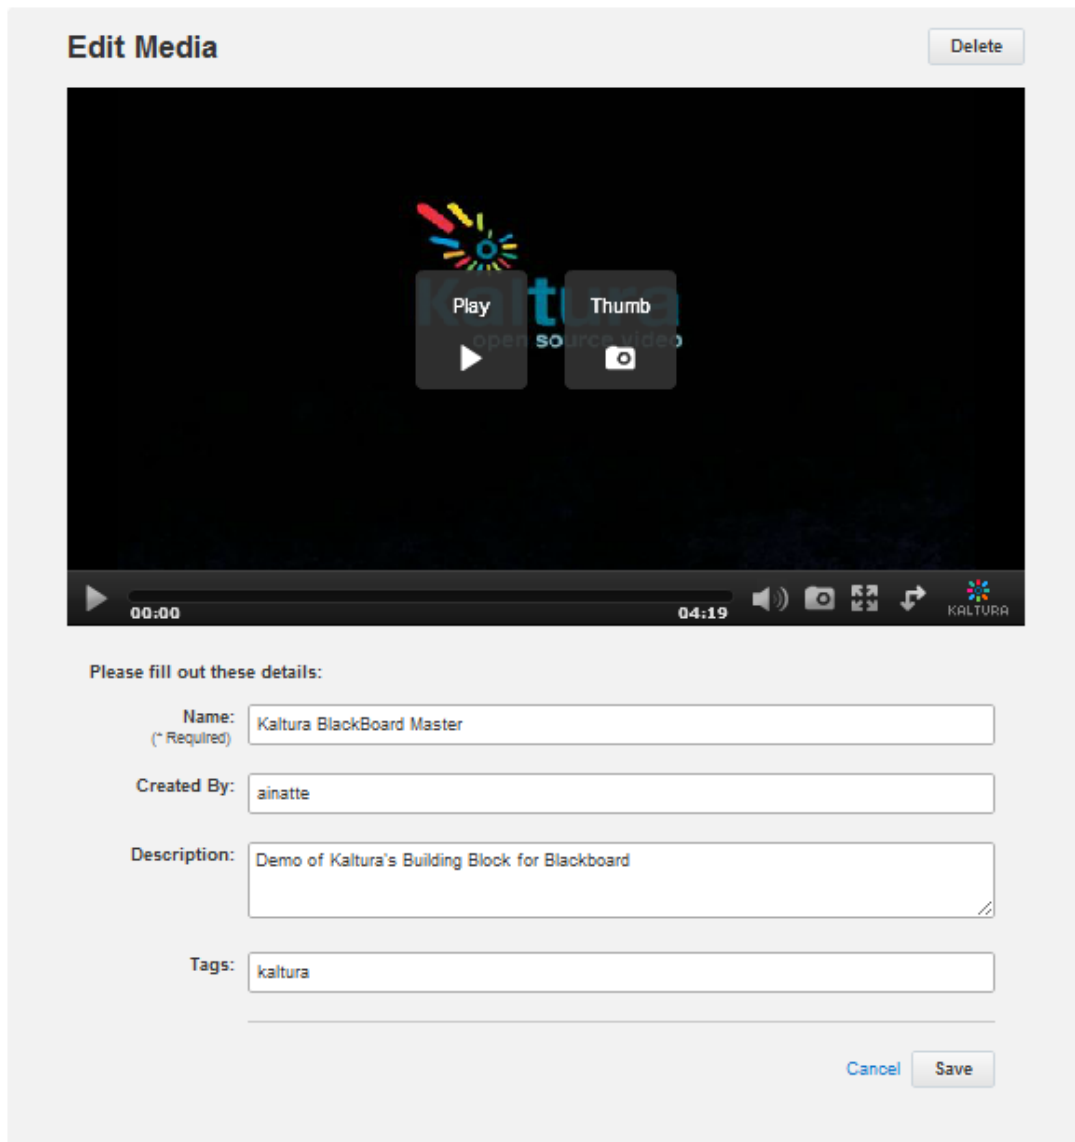 Edit Media
Delete
Kaltura
open source video
Play
Thumb
00:00
04:19
KALTURA
Please fill out these details:
Name:
(* Required)
Kaltura BlackBoard Master
Created By:
ainatte
Description:
Demo of Kaltura's Building Block for Blackboard
Tags:
kaltura
Cancel
Save